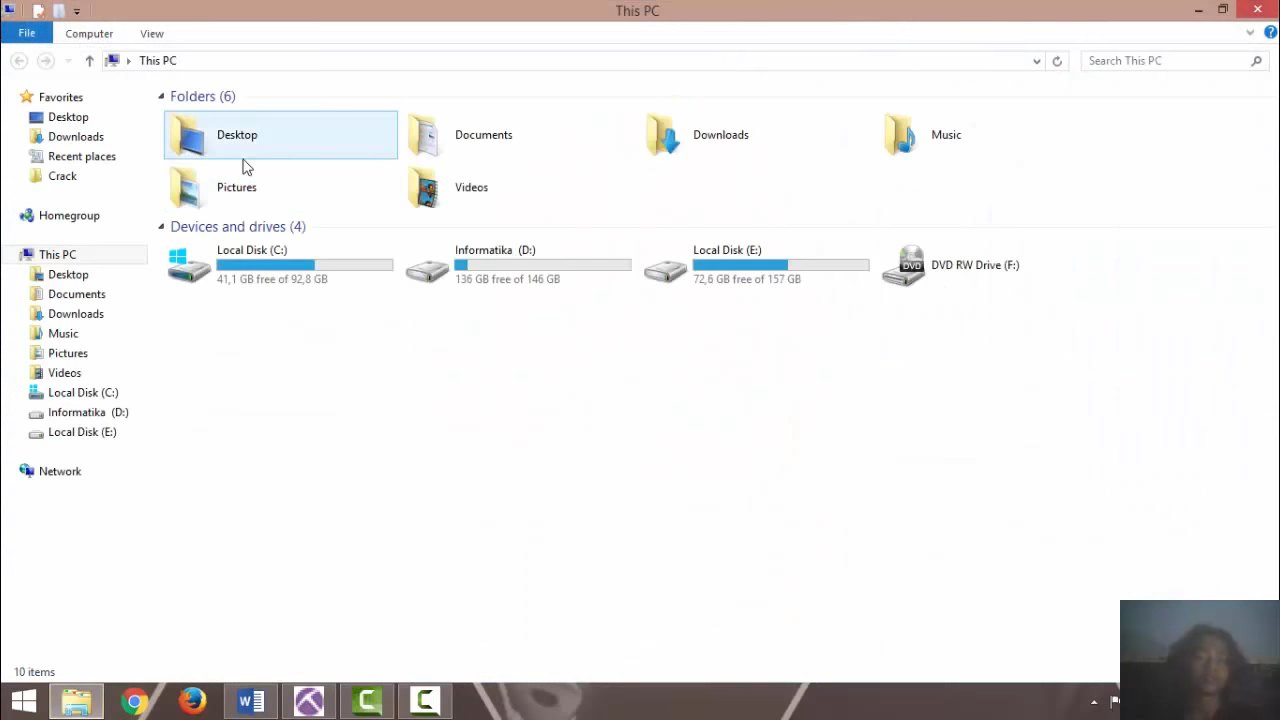 This PC
File Computer View
This PC Search This PC
Favorites
Desktop
Downloads
Recent places
Crack
Homegroup
This PC
Desktop
Documents
Downloads
Music
Pictures
Videos
Local Disk (C:)
Informatika (D:)
Local Disk (E:)
Network
Folders (6)
Desktop Documents Downloads Music
Pictures Videos
Devices and drives (4)
Local Disk (C:)
41,1 GB free of 92,8 GB
Informatika (D:)
136 GB free of 146 GB
Local Disk (E:)
72,6 GB free of 157 GB
DVD
DVD RW Drive (F:)
10 items